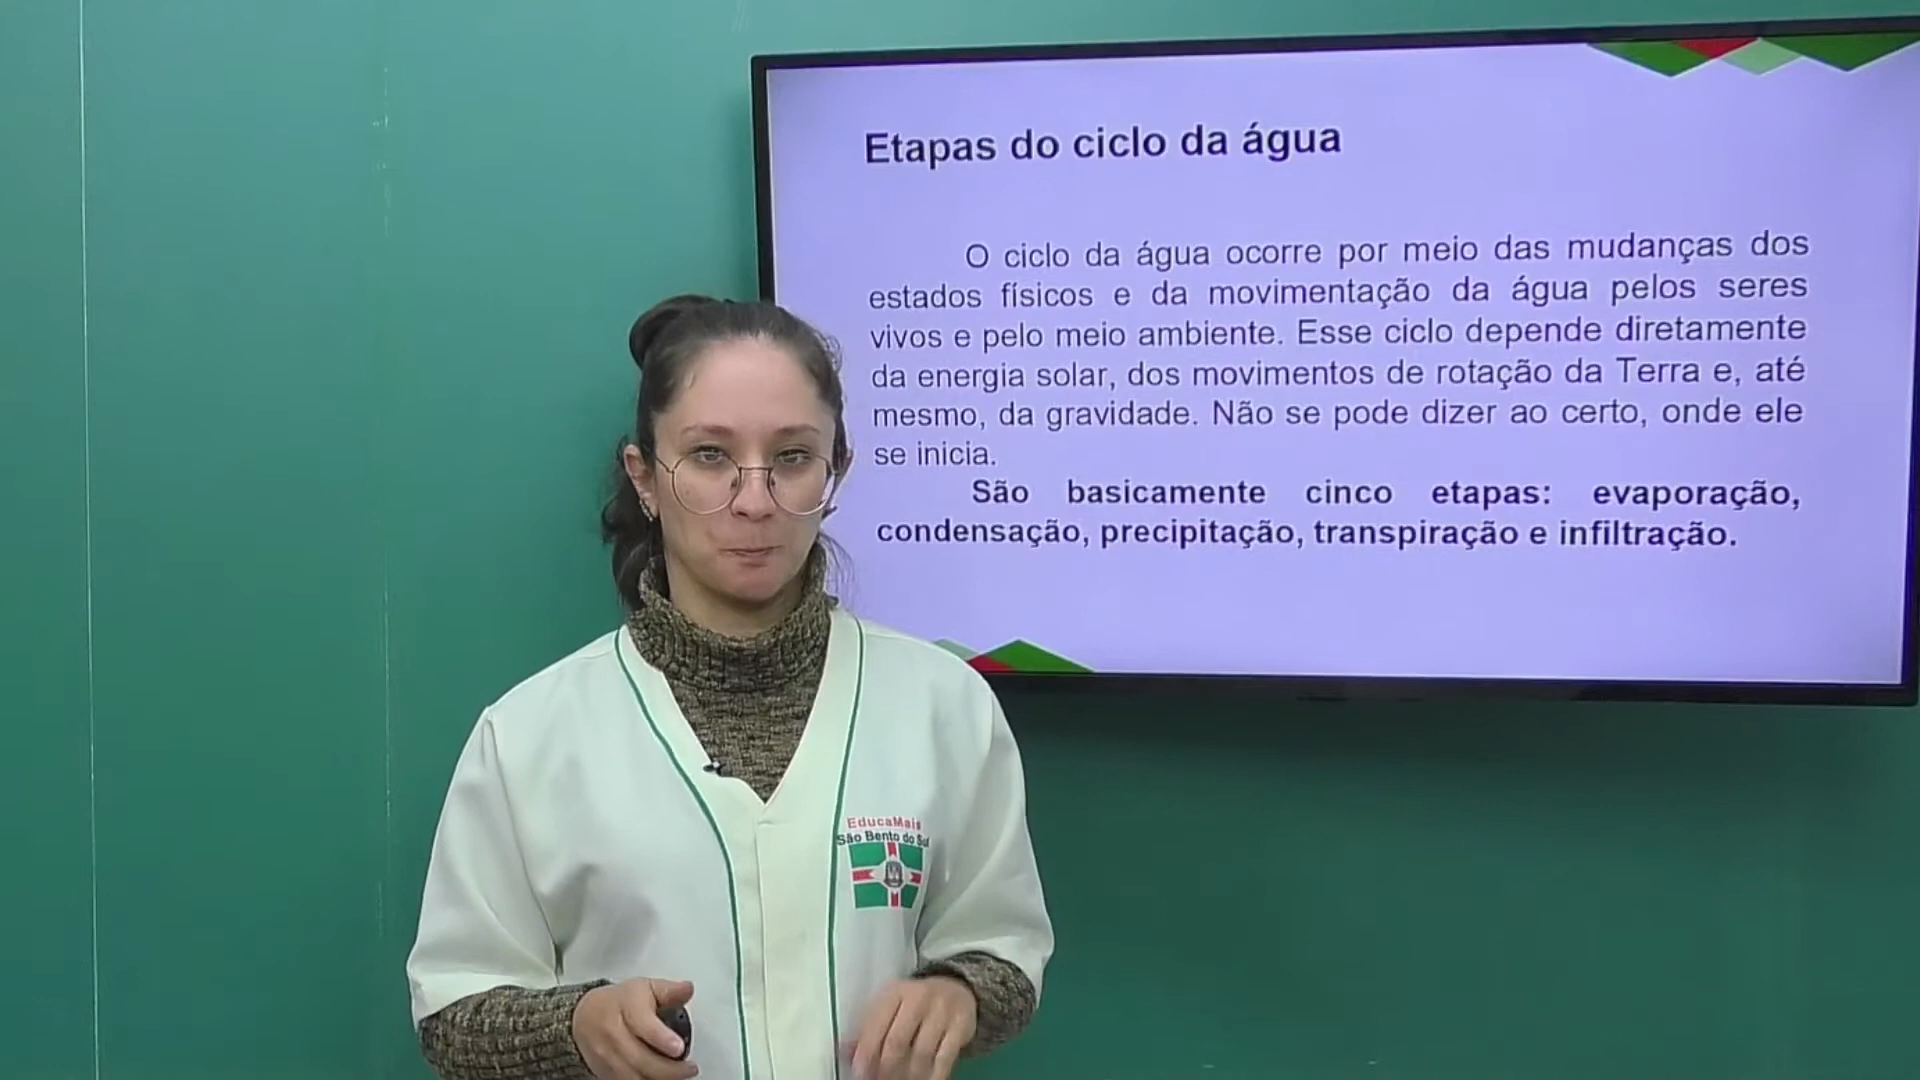 Etapas do ciclo da água
O ciclo da água ocorre por meio das mudanças dos
estados físicos e da movimentação da água pelos seres
vivos e pelo meio ambiente. Esse ciclo depende diretamente
da energia solar, dos movimentos de rotação da Terra e, até
mesmo, da gravidade. Não se pode dizer ao certo, onde ele
se inicia.
São basicamente cinco etapas: evaporação,
condensação, precipitação, transpiração e infiltração.
EducaMais
São Bento do Sul